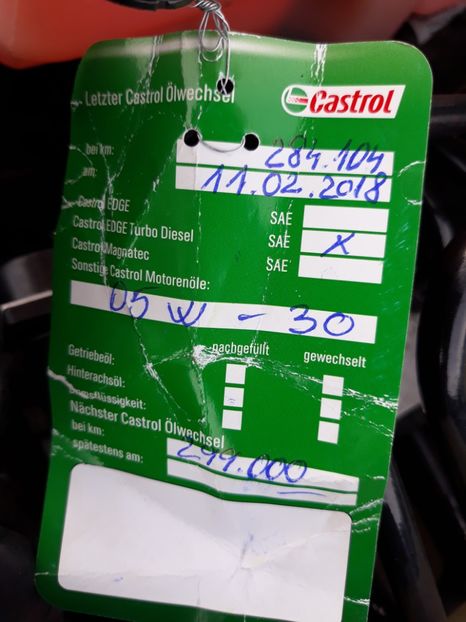 Letzter Castrol Ölwechsel
Castrol
bei km: 284.104
am: 11.02.2018
Castrol EDGE SAE
Castrol EDGE Turbo Diesel SAE X
Castrol Magnatec SAE
Sonstige Castrol Motorenöle:
05 W - 30
nachgefüllt gewechselt
Getriebeöl:
Hinterachsöl:
Bremsflüssigkeit:
Nächster Castrol Ölwechsel
bei km: 299.000
spätestens am: